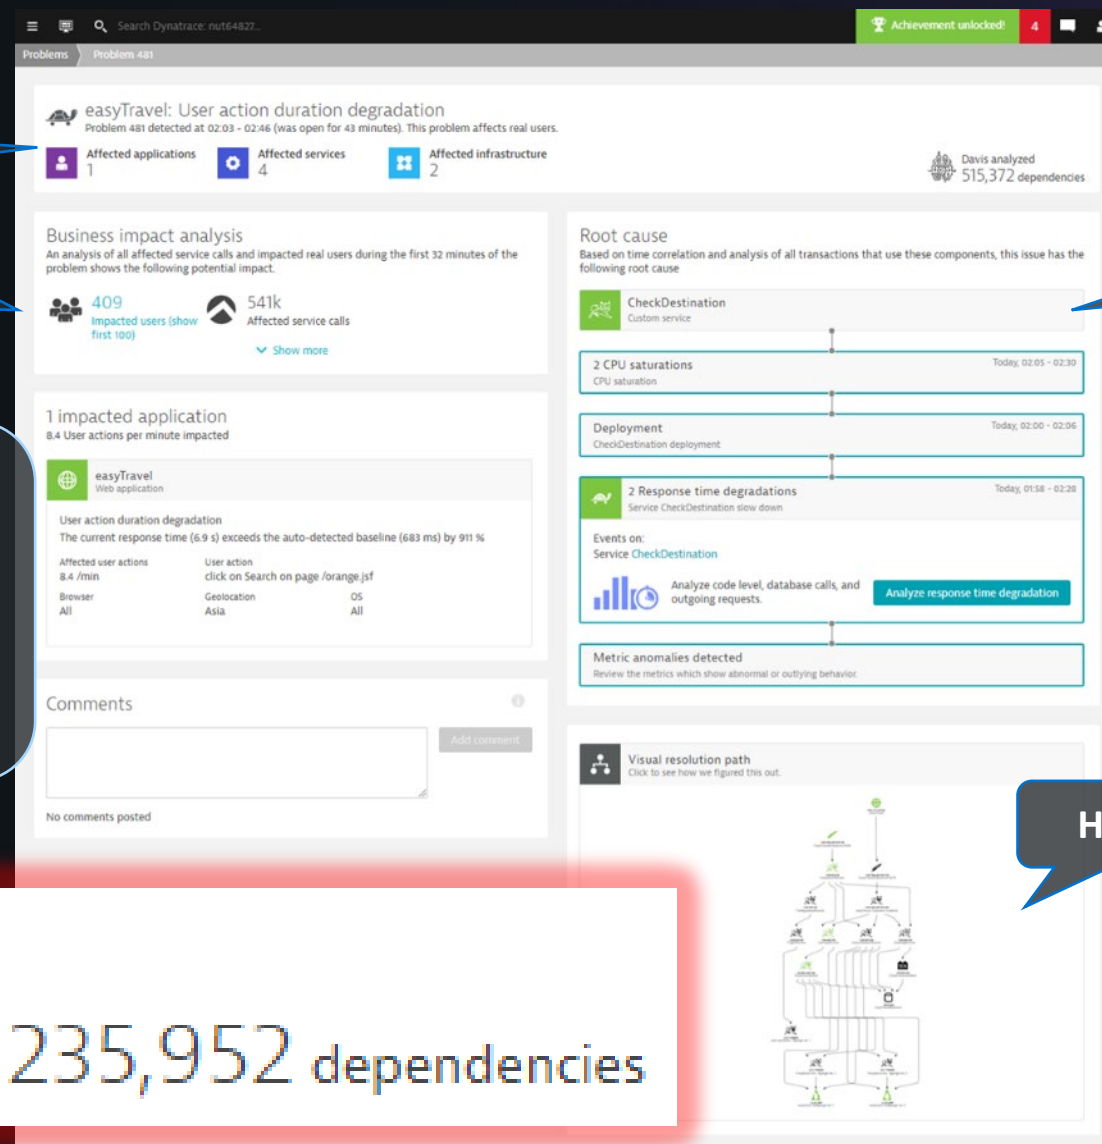 Search Dynatrace: nut64827...
Achievement unlocked!
4
Problems
Problem 481
easyTravel: User action duration degradation
Problem 481 detected at 02:03 - 02:46 (was open for 43 minutes). This problem affects real users.
Affected applications
1
Affected services
4
Affected infrastructure
2
Davis analyzed
515,372 dependencies
Business impact analysis
An analysis of all affected service calls and impacted real users during the first 32 minutes of the
problem shows the following potential impact.
409
Impacted users (show
first 100)
541k
Affected service calls
Show more
1 impacted application
8.4 User actions per minute impacted
easyTravel
Web application
User action duration degradation
The current response time (6.9 s) exceeds the auto-detected baseline (683 ms) by 911 %
Affected user actions
8.4 /min
User action
click on Search on page /orange.jsf
Browser
All
Geolocation
Asia
OS
All
Comments
Add comment
No comments posted
Root cause
Based on time correlation and analysis of all transactions that use these components, this issue has the
following root cause
CheckDestination
Custom service
2 CPU saturations
Today, 02:05 - 02:30
CPU saturation
Deployment
Today, 02:00 - 02:06
CheckDestination deployment
2 Response time degradations
Today, 01:58 - 02:28
Service CheckDestination slow down
Events on:
Service CheckDestination
Analyze code level, database calls, and
outgoing requests.
Analyze response time degradation
Metric anomalies detected
Review the metrics which show abnormal or outlying behavior.
Visual resolution path
Click to see how we figured this out.
H
235,952 dependencies